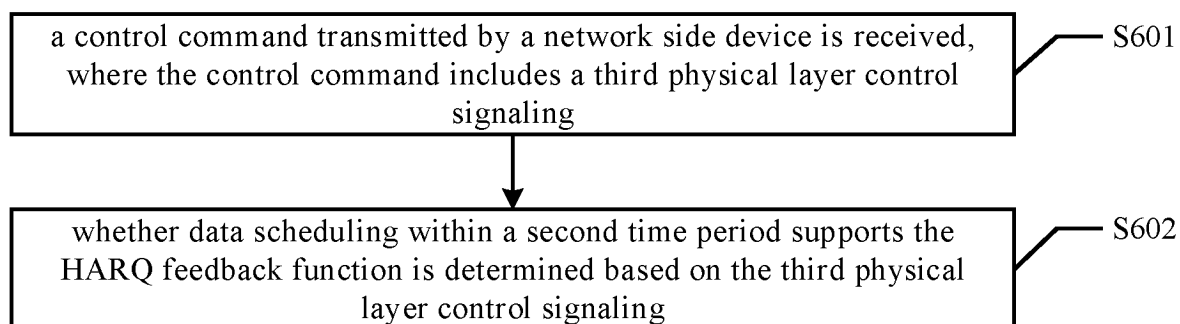 a control command transmitted by a network side device is received,
where the control command includes a third physical layer control
signaling
S601
whether data scheduling within a second time period supports the
HARQ feedback function is determined based on the third physical
layer control signaling
S602